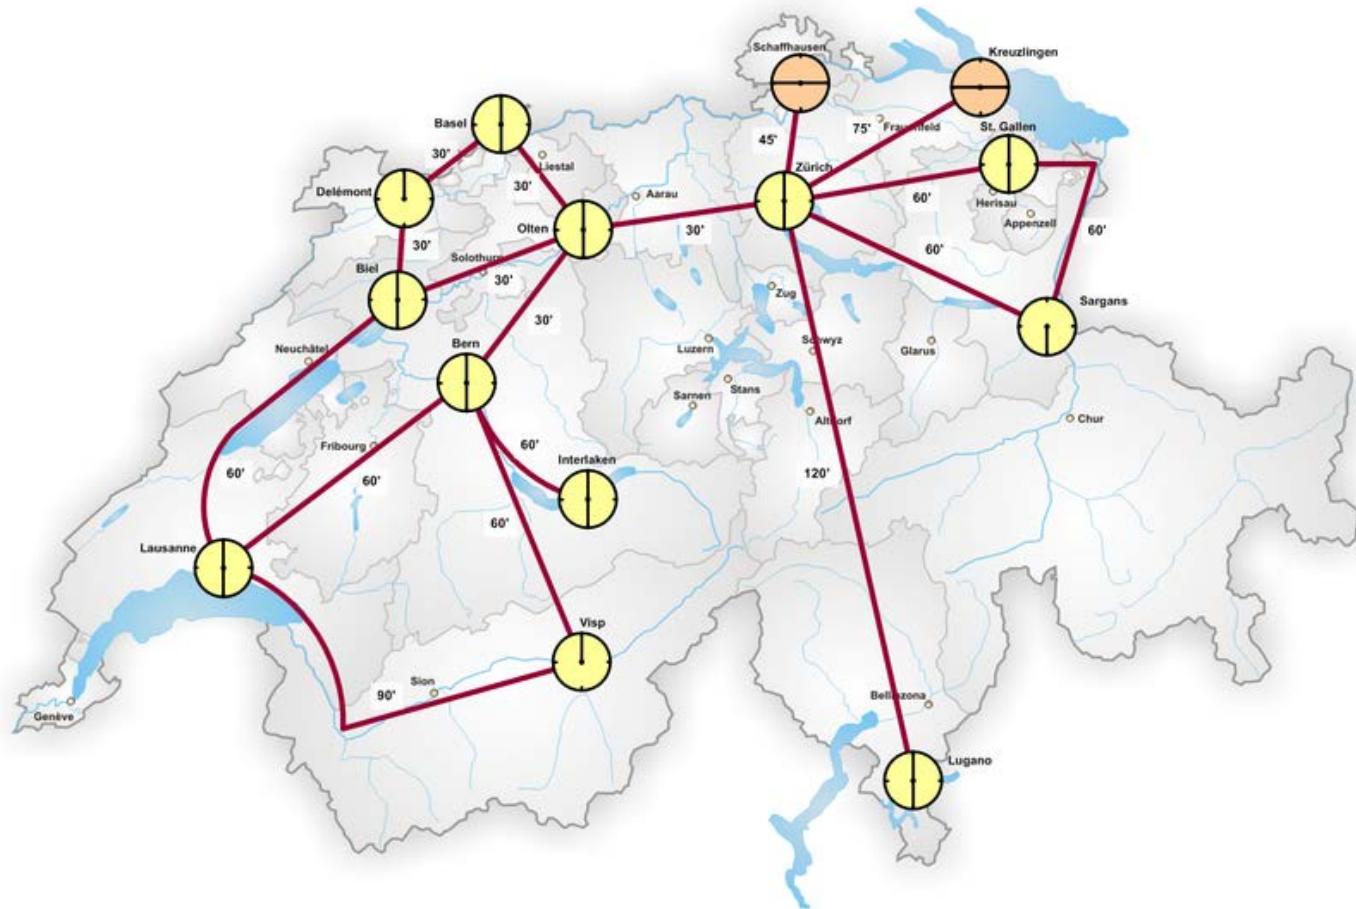 Schaffhausen
Kreuzlingen
Basel
45'
75'
Frauenfeld
St. Gallen
30'
Liestal
Zürich
Delémont
30'
Aarau
60'
Herisau
Appenzell
Olten
30'
60'
60'
30'
Solothurn
Biel
30'
Zug
Sargans
30'
Neuchâtel
Bern
Luzern
Schwyz
Glarus
Sarnen
Stans
Altdorf
Chur
Fribourg
60'
Interlaken
60'
60'
120'
60'
Lausanne
Visp
Sion
90'
Bellinzona
Genève
Lugano